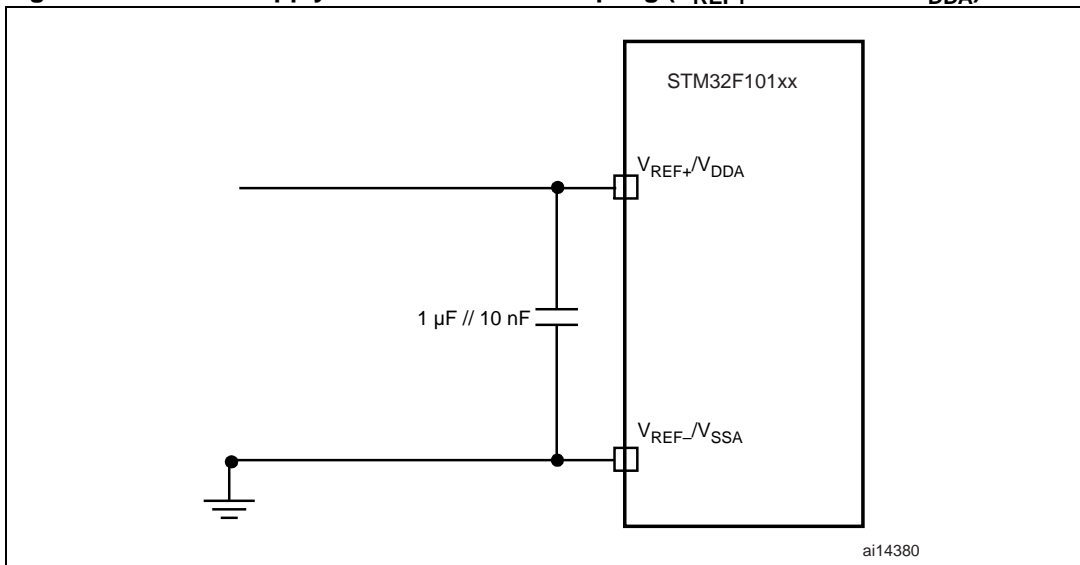 STM32F101xx
VREF+/VDDA
1 µF // 10 nF
VREF–/VSSA
ai14380